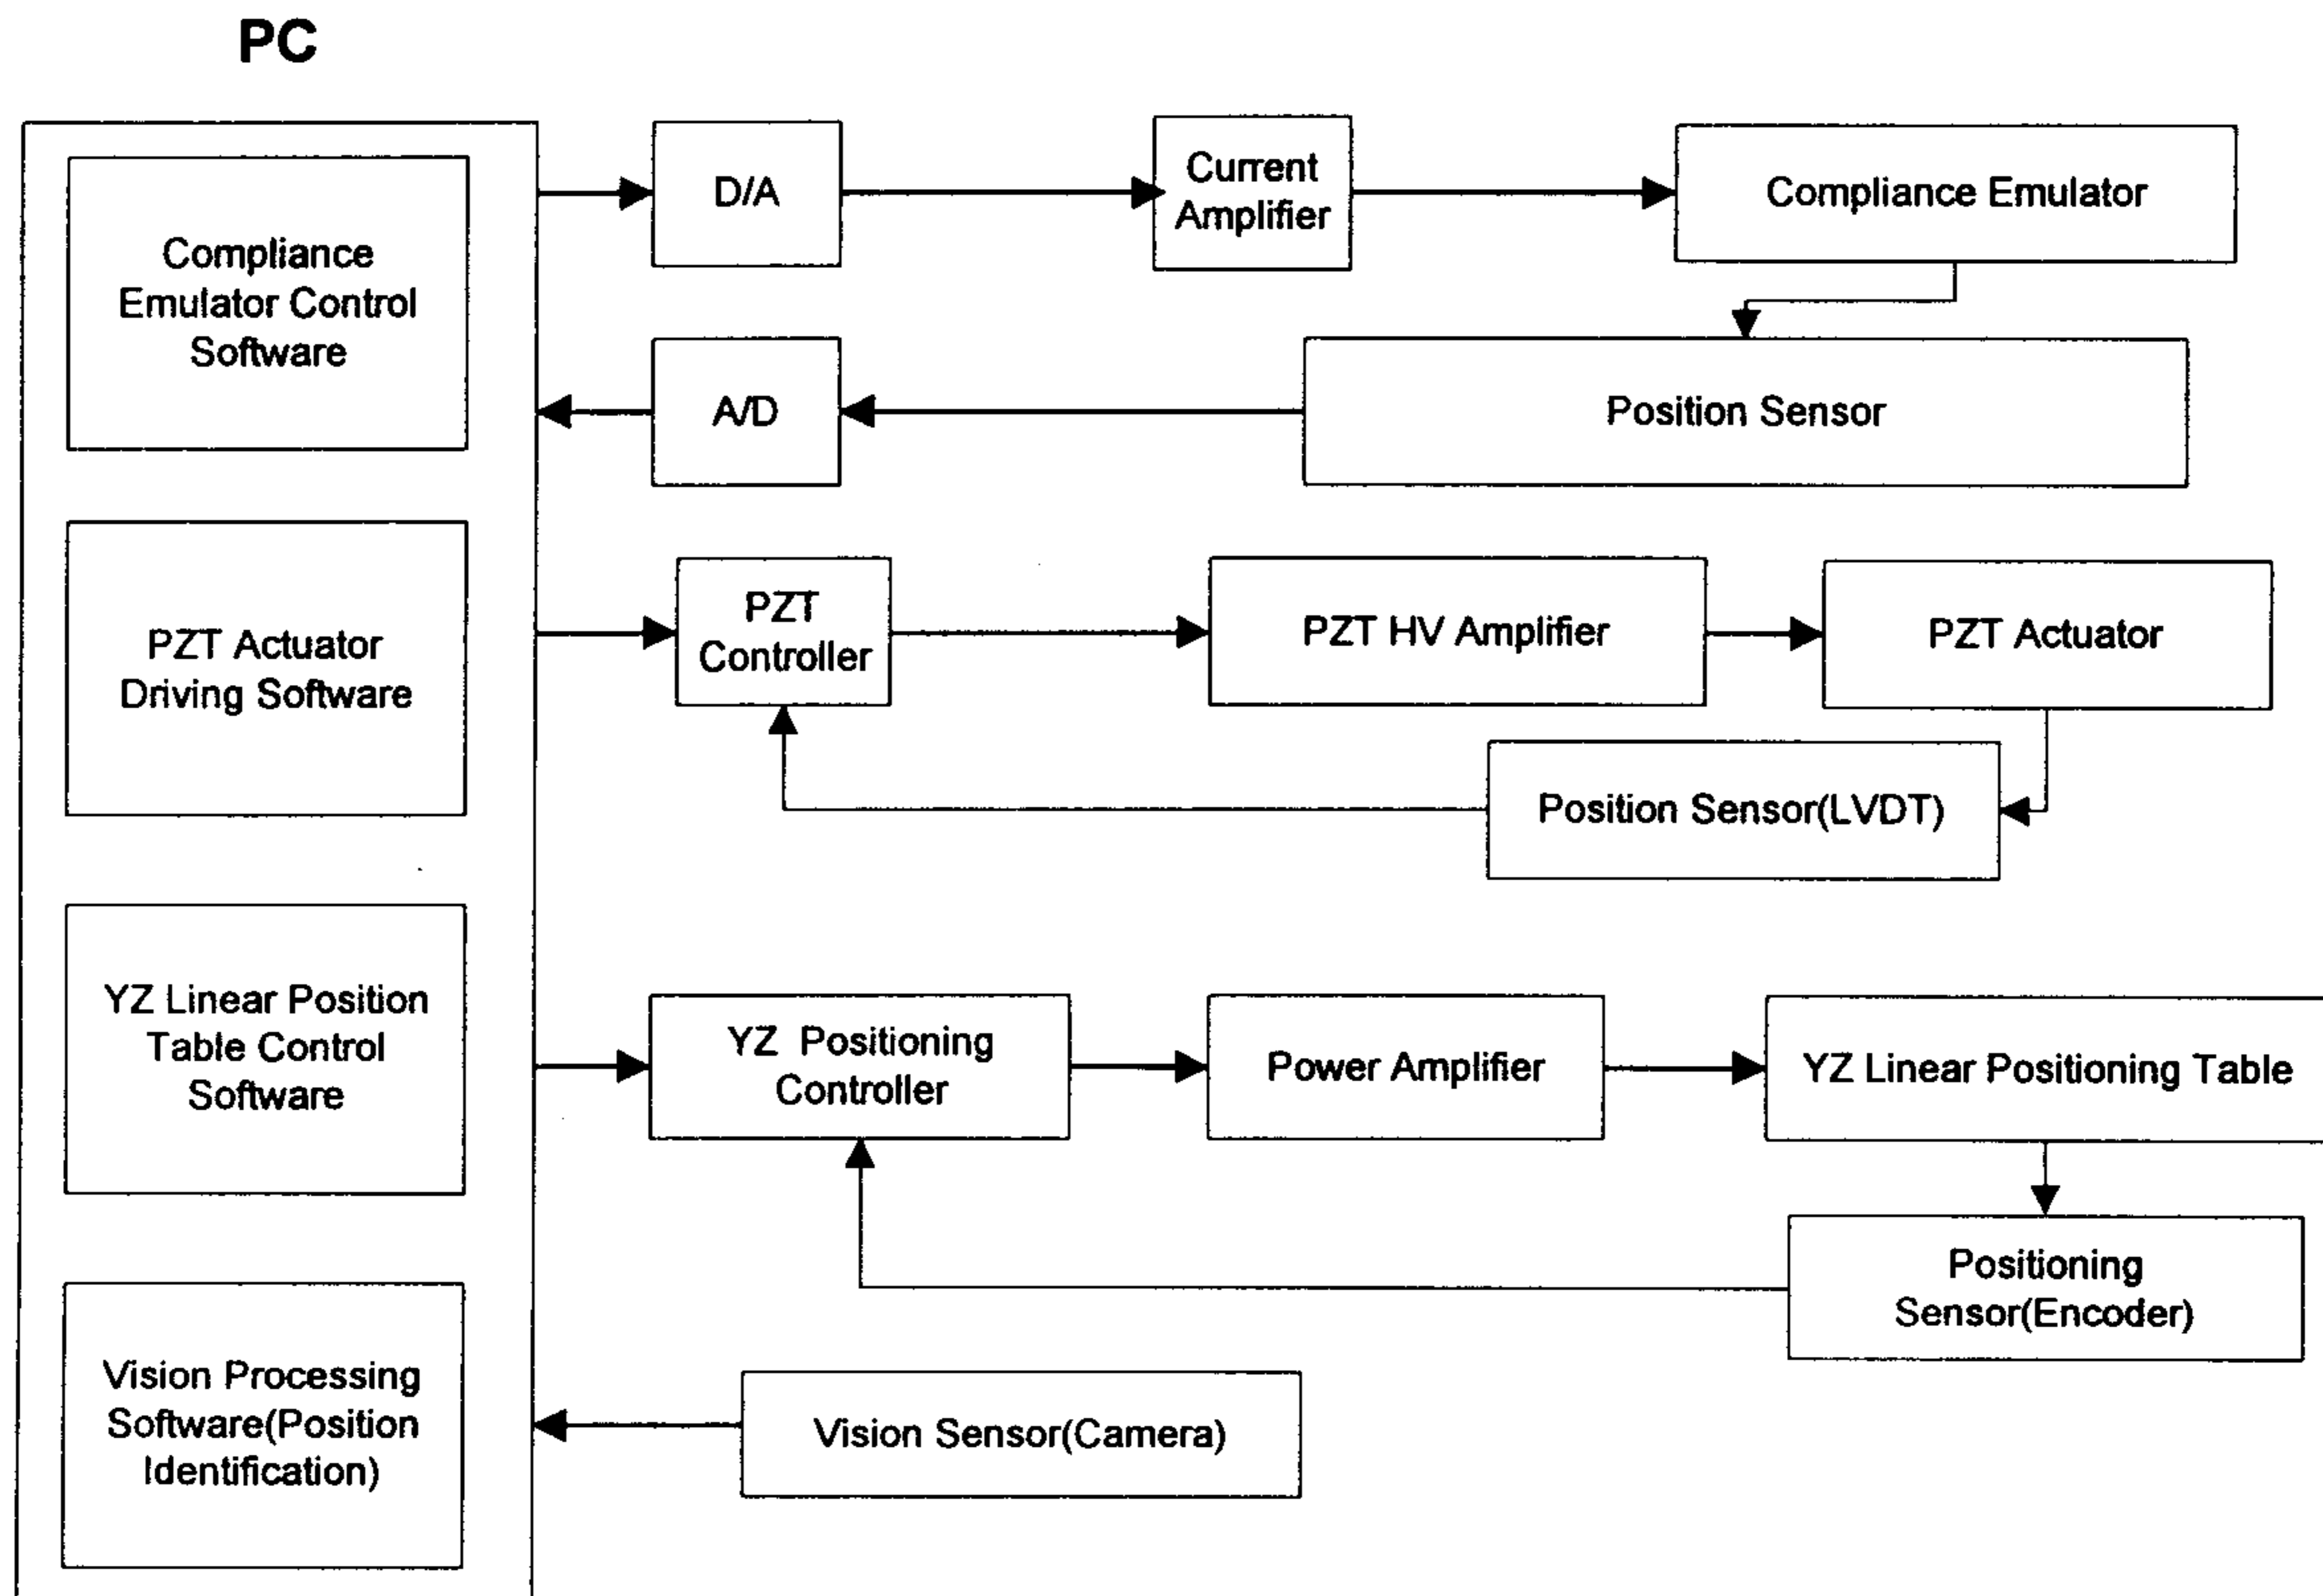 PC
Compliance
Emulator Control
Software
D/A
Current
Amplifier
Compliance Emulator
A/D
Position Sensor
PZT Actuator
Driving Software
PZT
Controller
PZT HV Amplifier
PZT Actuator
Position Sensor(LVDT)
YZ Linear Position
Table Control
Software
YZ Positioning
Controller
Power Amplifier
YZ Linear Positioning Table
Positioning
Sensor(Encoder)
Vision Processing
Software(Position
Identification)
Vision Sensor(Camera)